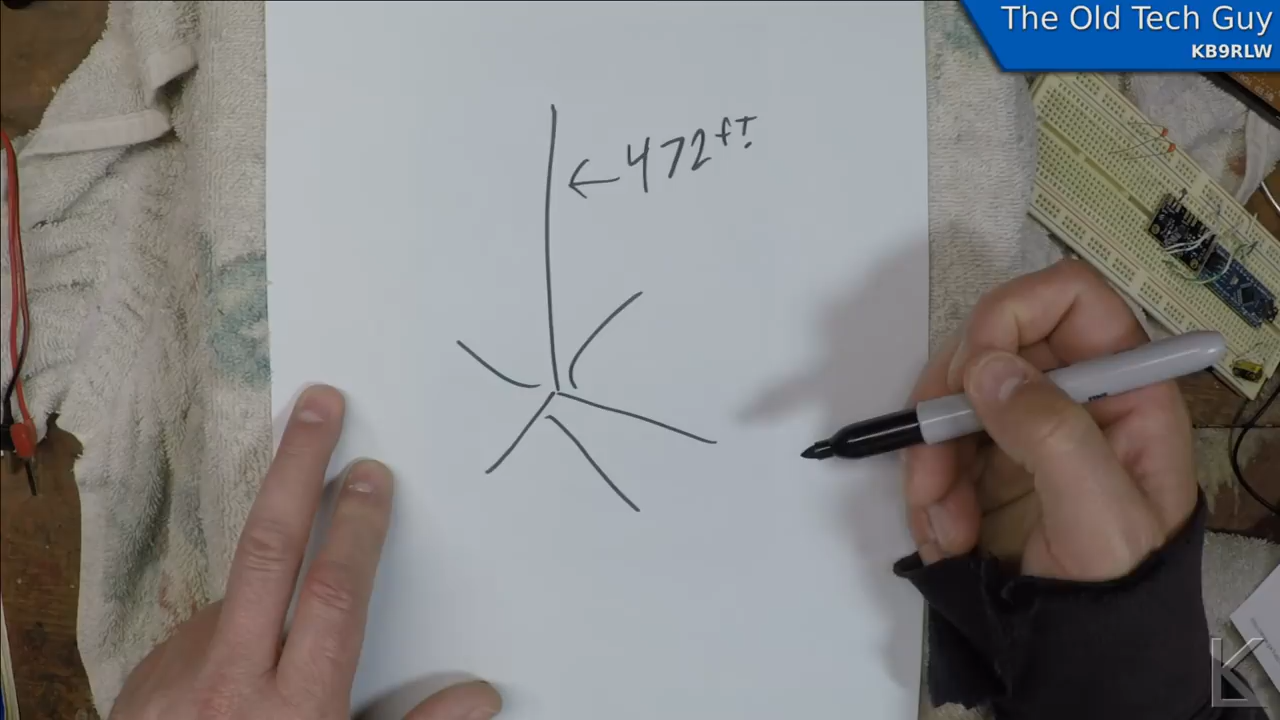 The Old Tech Guy
KB9RLW
←472ft.